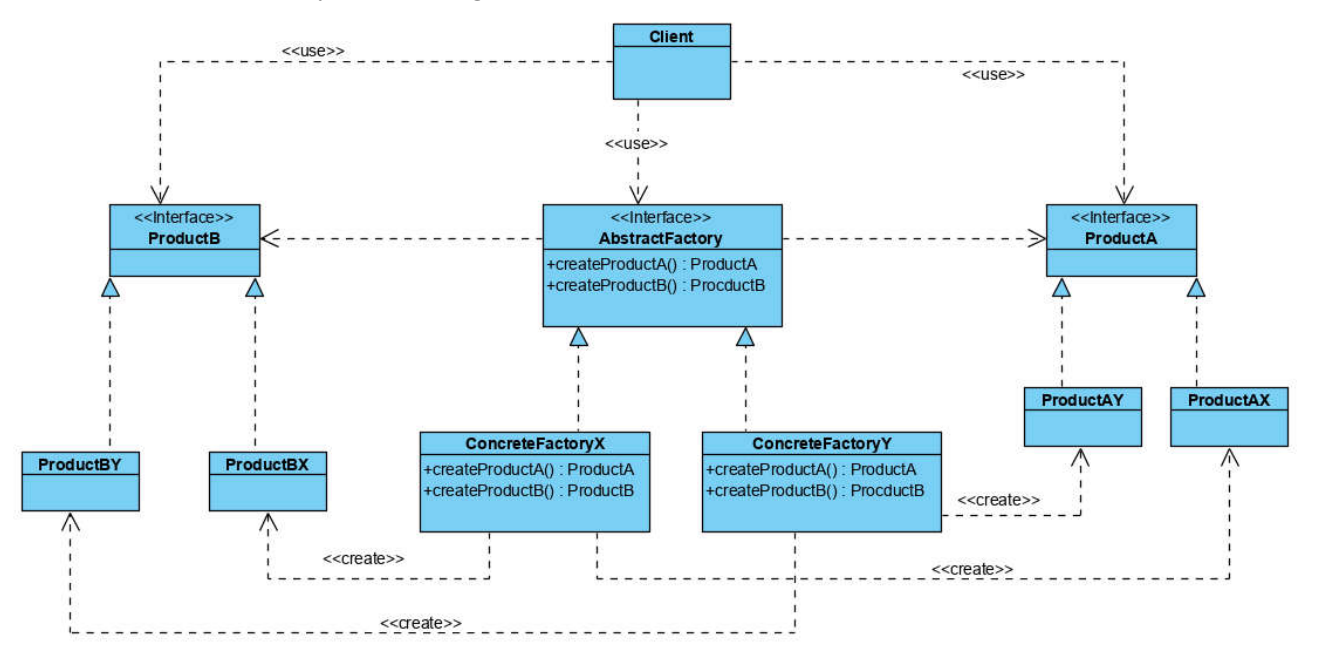 Client
<<use>>
<<use>>
<<use>>
<<Interface>>
ProductB
<<Interface>>
AbstractFactory
+createProductA() : ProductA
+createProductB() : ProcductB
<<Interface>>
ProductA
ProductAY
ProductAX
ProductBY
ProductBX
ConcreteFactoryX
+createProductA() : ProductA
+createProductB() : ProductB
ConcreteFactoryY
+createProductA() : ProductA
+createProductB() : ProcductB
<<create>>
<<create>>
<<create>>
<<create>>